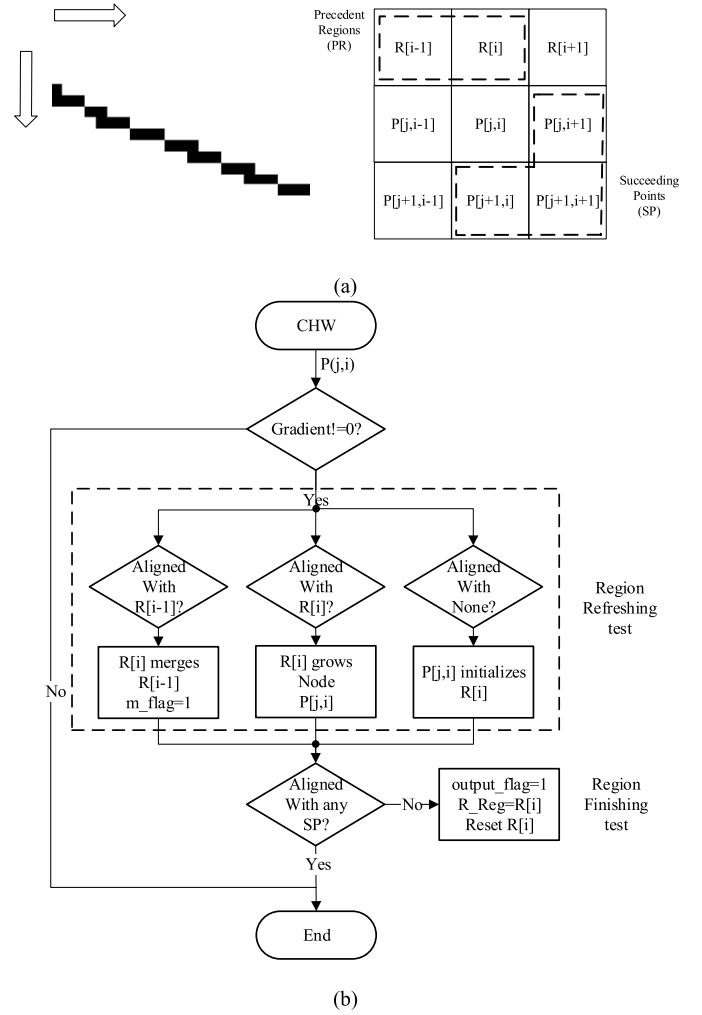 Precedent
Regions
(PR)
R[i-1]
R[i]
R[i+1]
P[j,i-1]
P[j,i]
P[j,i+1]
P[j+1,i-1]
P[j+1,i]
P[j+1,i+1]
Succeeding
Points
(SP)
(a)
CHW
P(j,i)
Gradient!=0?
Yes
Aligned
With
R[i-1]?
Aligned
With
R[i]?
Aligned
With
None?
Region
Refreshing
test
R[i] merges
R[i-1]
m_flag=1
R[i] grows
Node
P[j,i]
P[j,i] initializes
R[i]
No
Aligned
With any
SP?
No
output_flag=1
R_Reg=R[i]
Reset R[i]
Region
Finishing
test
Yes
End
(b)